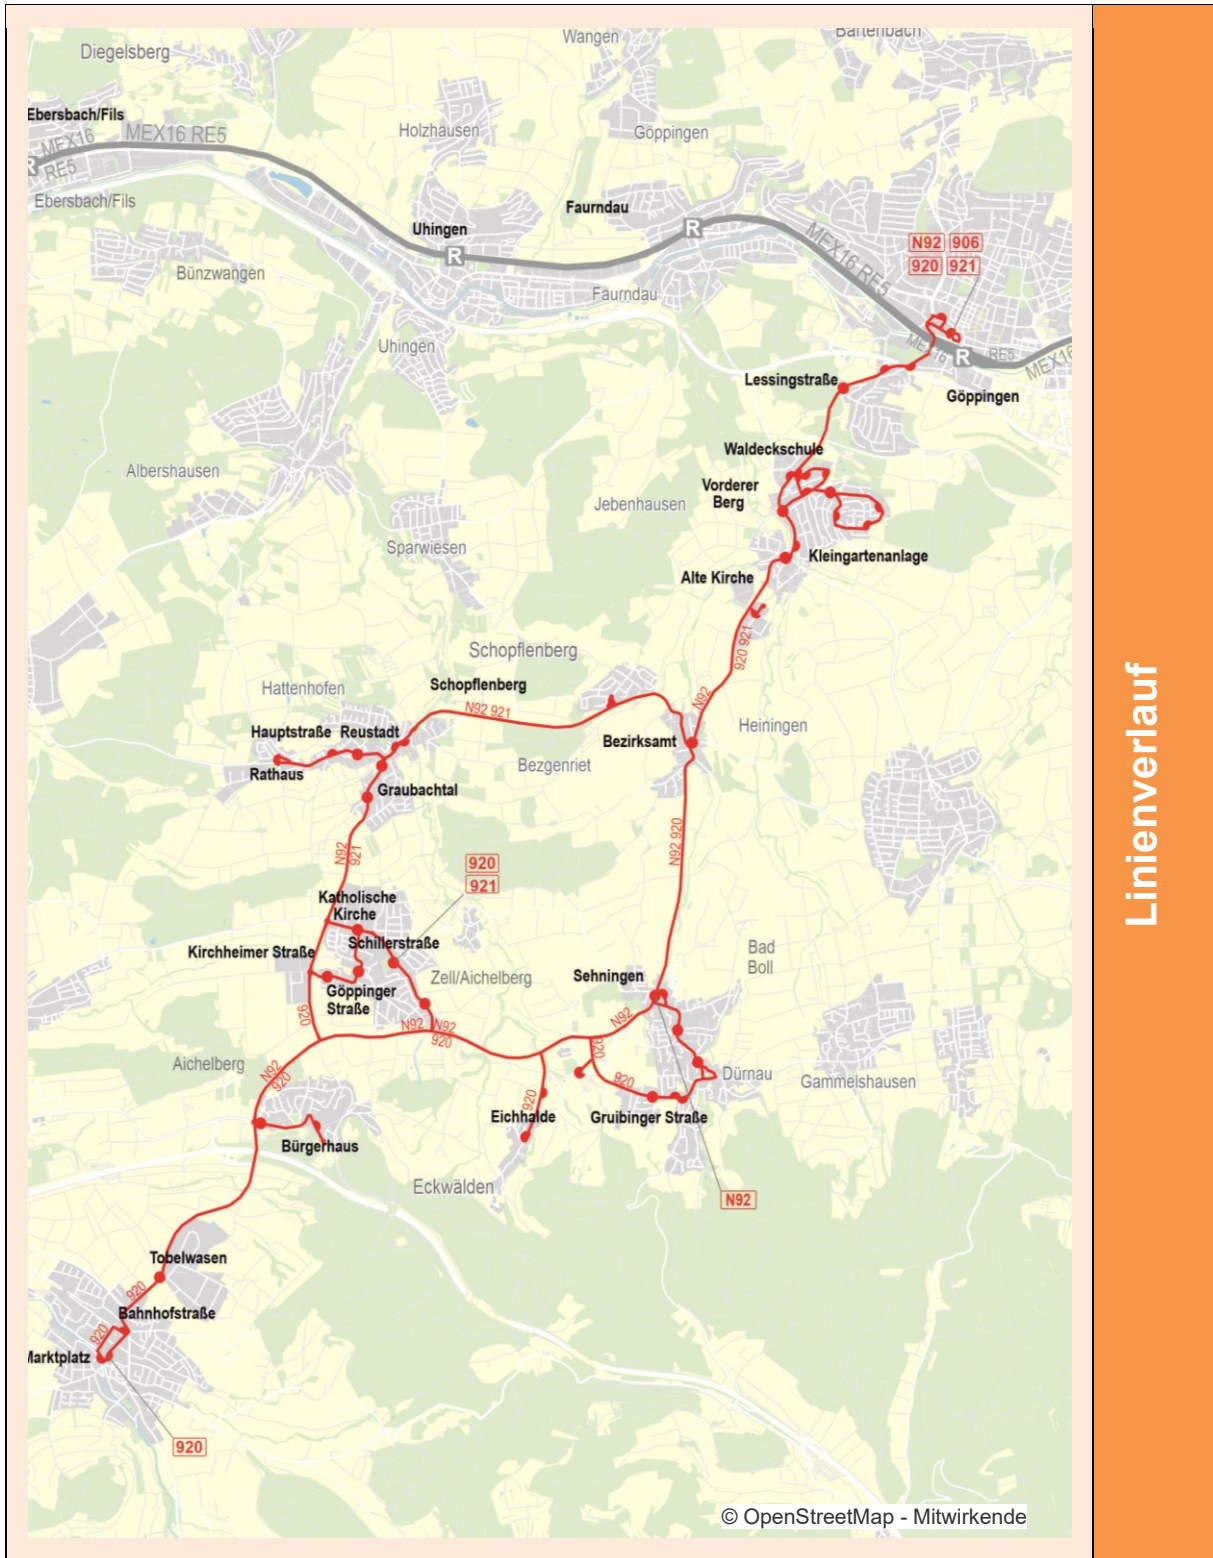 Wangen
Bartenbach
Diegelsberg
Ebersbach/Fils
MEX16
RE5
MEX16 RE5
R
Holzhausen
Göppingen
Ebersbach/Fils
Faurndau
R
Uhingen
R
MEX16 RE5
N92 906
920 921
Bünzwangen
Faurndau
Uhingen
MEX16
R
RE5
MEX16
Lessingstraße
Göppingen
Waldeckschule
Albershausen
Vorderer
Berg
Jebenhausen
Sparwiesen
Kleingartenanlage
Alte Kirche
920 921
Schopflenberg
Schopflenberg
Hattenhofen
N92 921
N92
Heiningen
Hauptstraße
Reustadt
Bezirksamt
Rathaus
Bezgenriet
Graubachtal
N92
921
N92 920
920
921
Katholische
Kirche
Schillerstraße
Kirchheimer Straße
Bad
Boll
Sehningen
Zell/Aichelberg
Göppinger
Straße
920
N92
N92
920
N92
920
Aichelberg
N92
920
920
920
Dürnau
Gammelshausen
Eichhalde
Gruibinger Straße
Bürgerhaus
Eckwälden
N92
Tobelwasen
920
Bahnhofstraße
920
Marktplatz
920
© OpenStreetMap - Mitwirkende
Linienverlauf